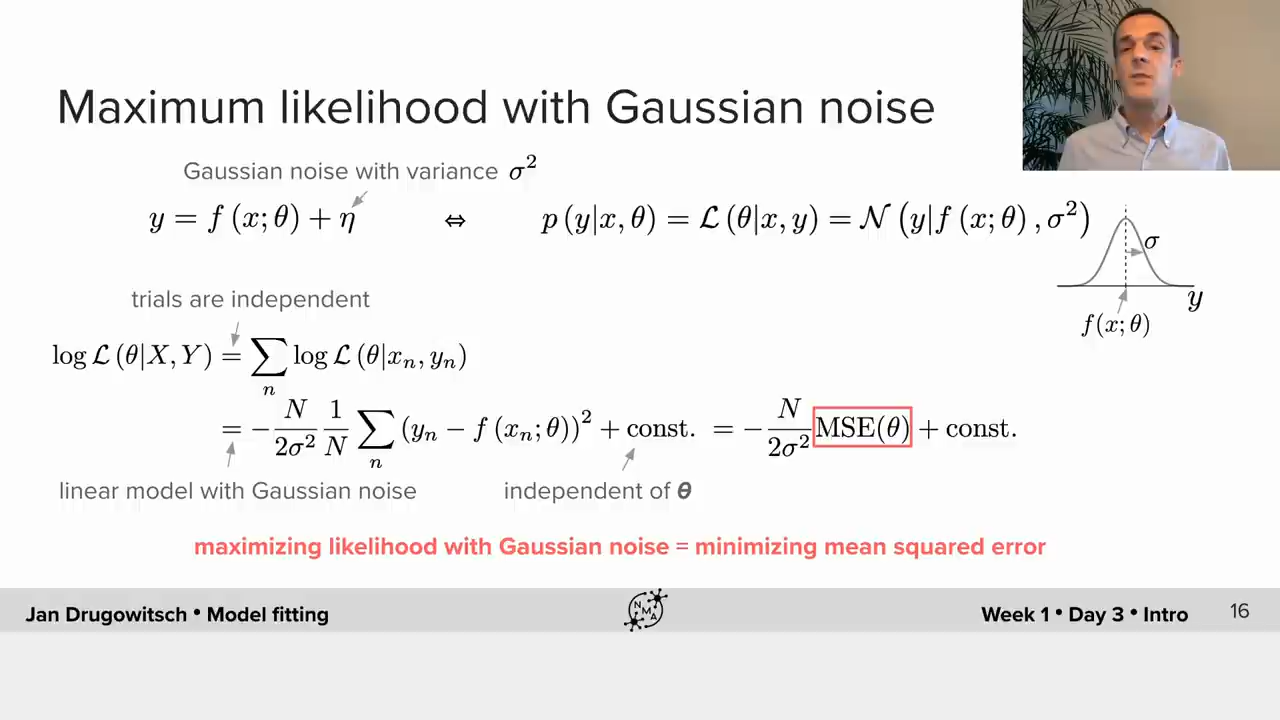 Maximum likelihood with Gaussian noise
Gaussian noise with variance σ²
y = f (x; θ) + η ⇔ p (y|x, θ) = ℒ (θ|x, y) = 𝒩 (y|f (x; θ) , σ²)
σ
y
f(x; θ)
trials are independent
log ℒ (θ|X, Y) = ∑ₙ log ℒ (θ|xₙ, yₙ)
= −N/2σ² 1/N ∑ₙ (yₙ − f (xₙ; θ))² + const. = −N/2σ² MSE(θ) + const.
linear model with Gaussian noise independent of θ
maximizing likelihood with Gaussian noise = minimizing mean squared error
Jan Drugowitsch • Model fitting
N M A
Week 1 • Day 3 • Intro 16